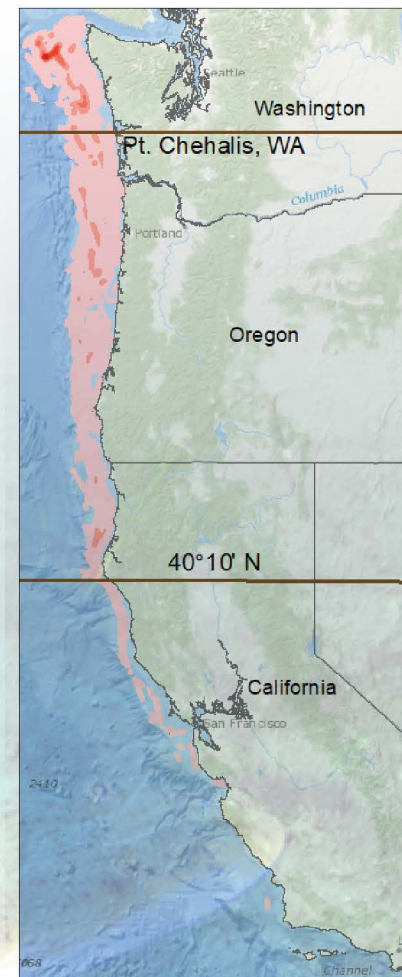 Seattle
Washington
Pt. Chehalis, WA
Columbia
Portland
Oregon
40°10' N
California
San Francisco
2410
Channel